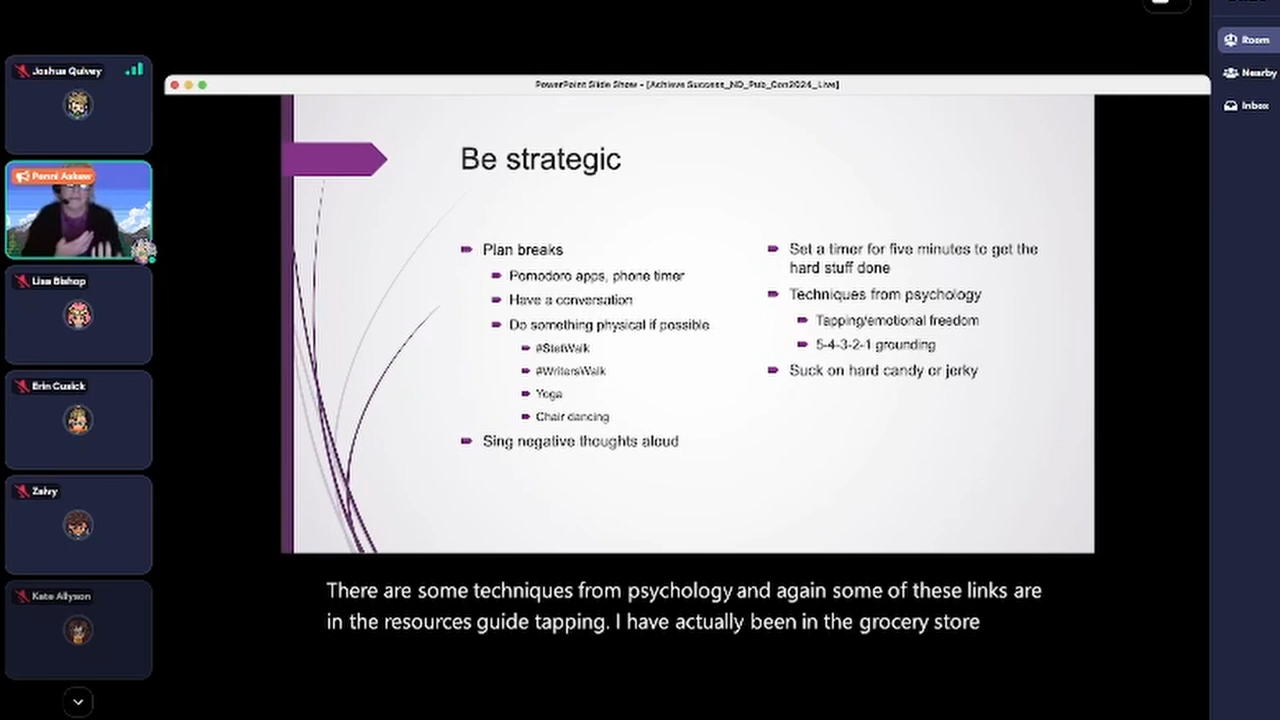 Room
Nearby
Inbox
Joshua Quivey
Penni Askew
Lisa Bishop
Erin Cusick
Zalvy
Kate Allyson
PowerPoint Slide Show - [Achieve Success_ND_Pub_Con2024_Live]
Be strategic
Plan breaks
Pomodoro apps, phone timer
Have a conversation
Do something physical if possible
#StetWalk
#WritersWalk
Yoga
Chair dancing
Sing negative thoughts aloud
Set a timer for five minutes to get the
hard stuff done
Techniques from psychology
Tapping/emotional freedom
5-4-3-2-1 grounding
Suck on hard candy or jerky
There are some techniques from psychology and again some of these links are
in the resources guide tapping. I have actually been in the grocery store